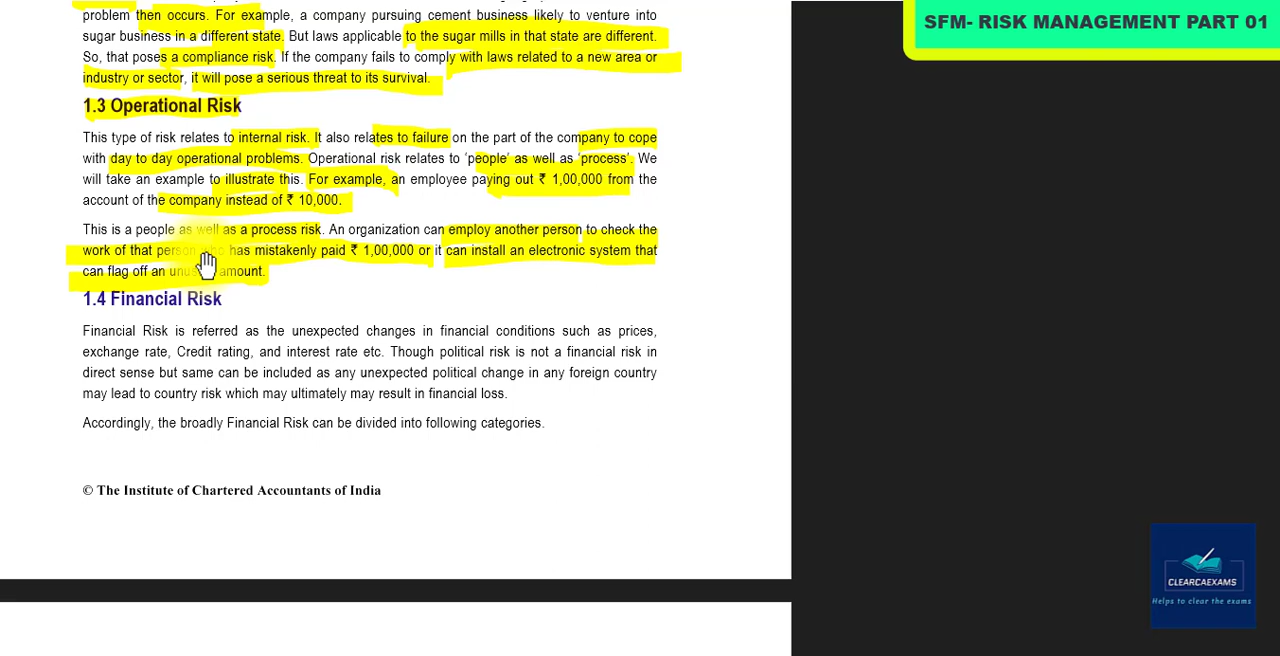 problem then occurs. For example, a company pursuing cement business likely to venture into
sugar business in a different state. But laws applicable to the sugar mills in that state are different.
So, that poses a compliance risk. If the company fails to comply with laws related to a new area or
industry or sector, it will pose a serious threat to its survival.
1.3 Operational Risk
This type of risk relates to internal risk. It also relates to failure on the part of the company to cope
with day to day operational problems. Operational risk relates to 'people' as well as 'process'. We
will take an example to illustrate this. For example, an employee paying out ₹ 1,00,000 from the
account of the company instead of ₹ 10,000.
This is a people as well as a process risk. An organization can employ another person to check the
work of that person who has mistakenly paid ₹ 1,00,000 or it can install an electronic system that
can flag off an amount.
1.4 Financial Risk
Financial Risk is referred as the unexpected changes in financial conditions such as prices,
exchange rate, Credit rating, and interest rate etc. Though political risk is not a financial risk in
direct sense but same can be included as any unexpected political change in any foreign country
may lead to country risk which may ultimately may result in financial loss.
Accordingly, the broadly Financial Risk can be divided into following categories.
© The Institute of Chartered Accountants of India
SFM- RISK MANAGEMENT PART 01
CLEARCAEXAMS
Helps to clear the exams